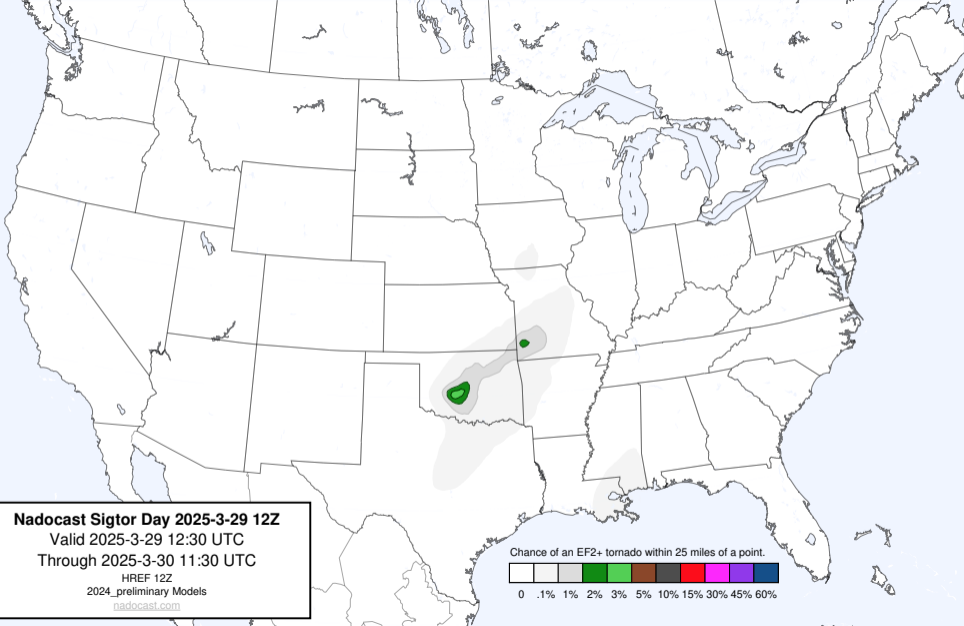 Nadocast Sigtor Day 2025-3-29 12Z
Valid 2025-3-29 12:30 UTC
Through 2025-3-30 11:30 UTC
HREF 12Z
2024_preliminary Models
nadocast.com
Chance of an EF2+ tornado within 25 miles of a point.
0 .1% 1% 2% 3% 5% 10% 15% 30% 45% 60%